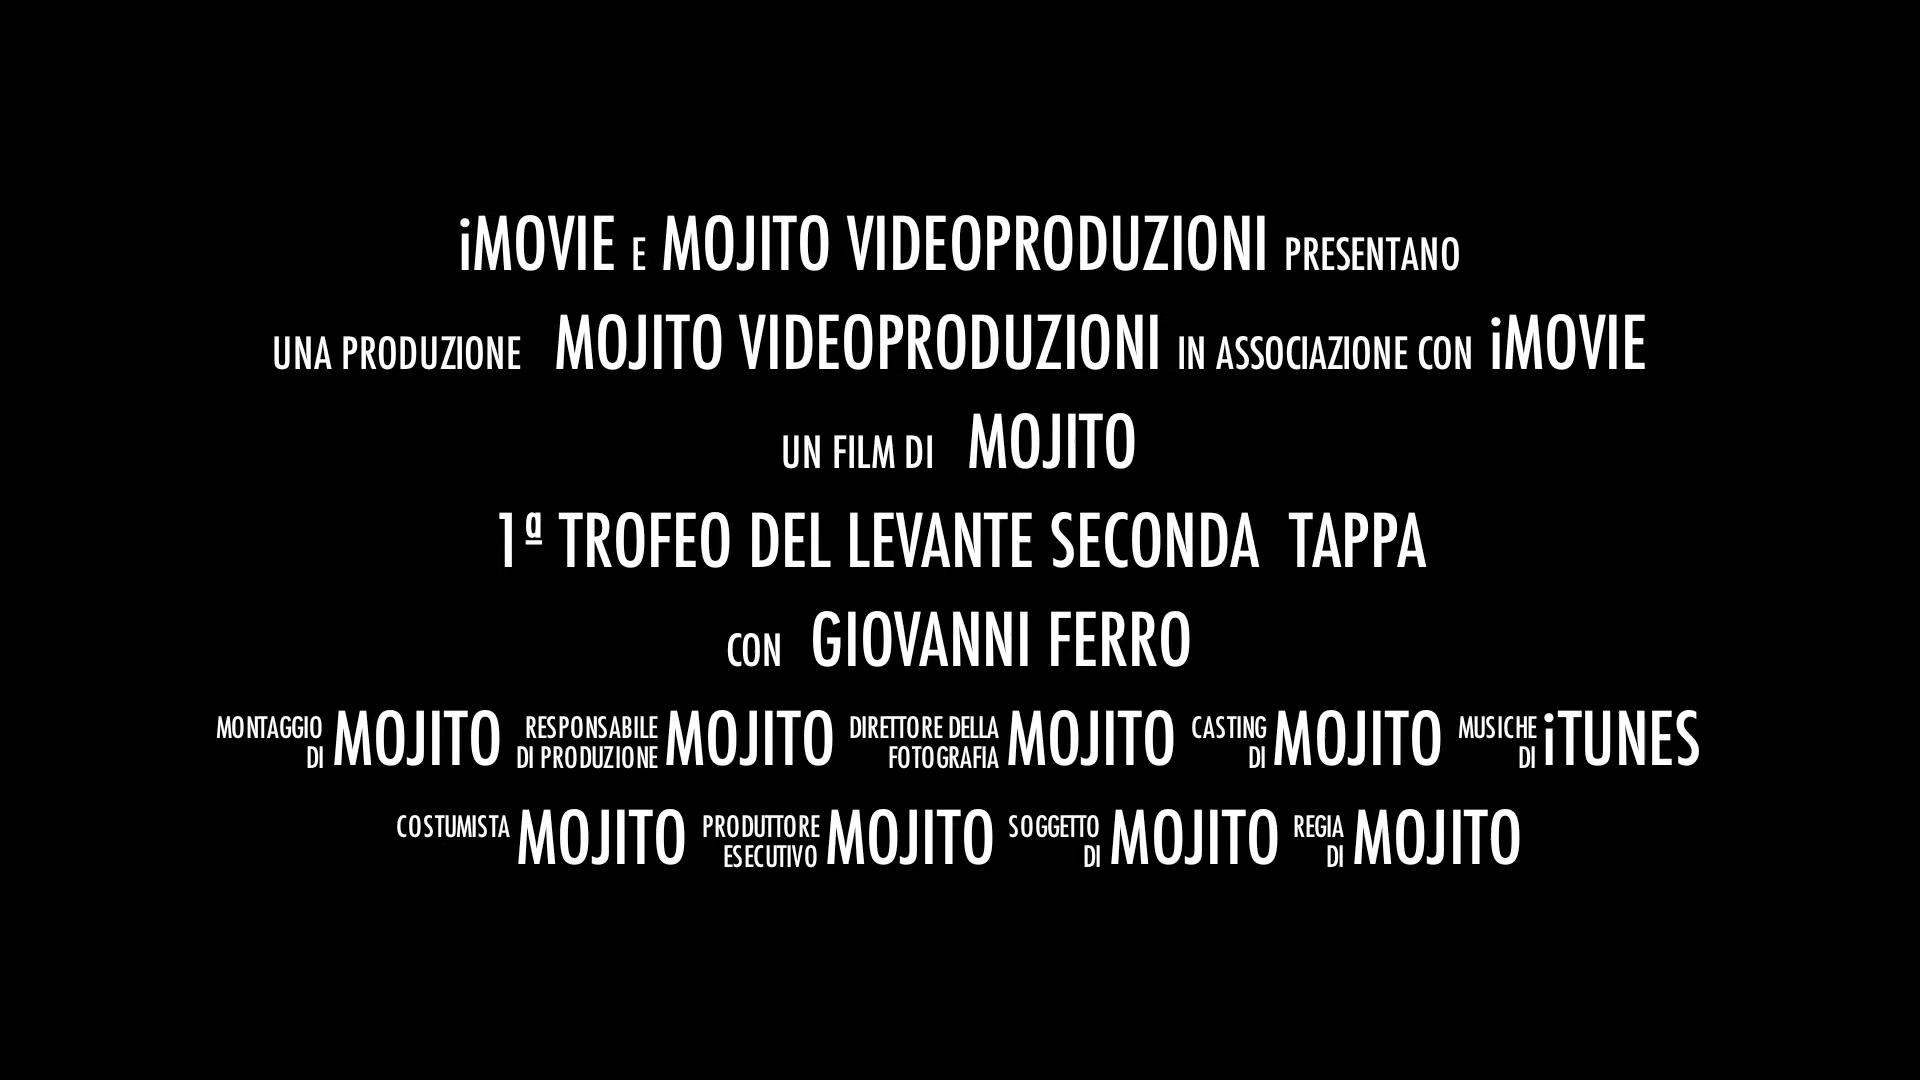 iMOVIE E MOJITO VIDEOPRODUZIONI PRESENTANO
UNA PRODUZIONE MOJITO VIDEOPRODUZIONI IN ASSOCIAZIONE CON iMOVIE
UN FILM DI MOJITO
1ª TROFEO DEL LEVANTE SECONDA TAPPA
CON GIOVANNI FERRO
MONTAGGIO DI MOJITO RESPONSABILE DI PRODUZIONE MOJITO DIRETTORE DELLA FOTOGRAFIA MOJITO CASTING DI MOJITO MUSICHE DI iTUNES
COSTUMISTA MOJITO PRODUTTORE ESECUTIVO MOJITO SOGGETTO DI MOJITO REGIA DI MOJITO